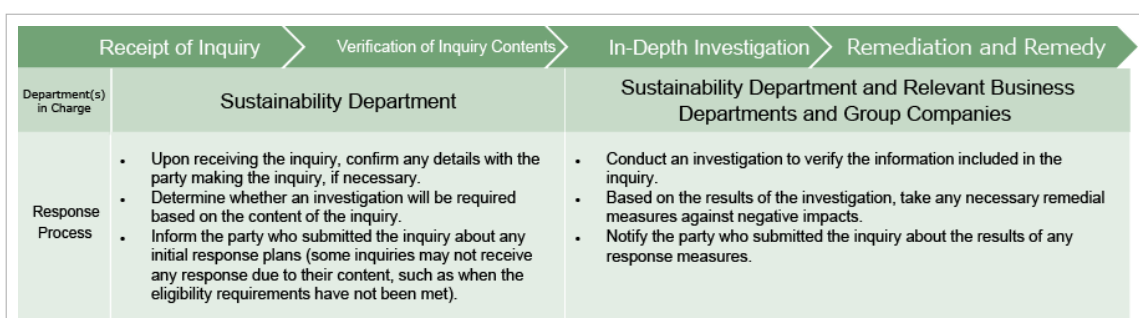 Receipt of Inquiry
Verification of Inquiry Contents
In-Depth Investigation
Remediation and Remedy
Department(s)
in Charge
Sustainability Department
Sustainability Department and Relevant Business
Departments and Group Companies
Response
Process
• Upon receiving the inquiry, confirm any details with the
party making the inquiry, if necessary.
• Determine whether an investigation will be required
based on the content of the inquiry.
• Inform the party who submitted the inquiry about any
initial response plans (some inquiries may not receive
any response due to their content, such as when the
eligibility requirements have not been met).
• Conduct an investigation to verify the information included in the
inquiry.
• Based on the results of the investigation, take any necessary remedial
measures against negative impacts.
• Notify the party who submitted the inquiry about the results of any
response measures.